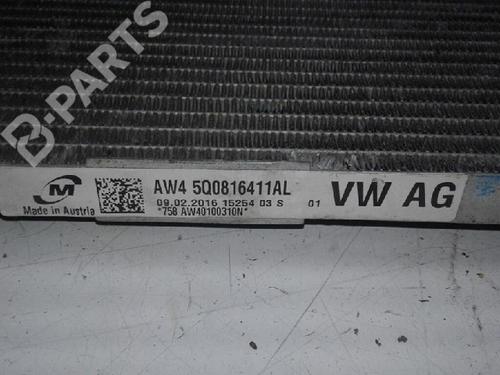 B-PARTS
M
Made in Austria
AW4 5Q0816411AL
09.02.2016 15254 03 S 01
*758 AW40100310N*
VW AG